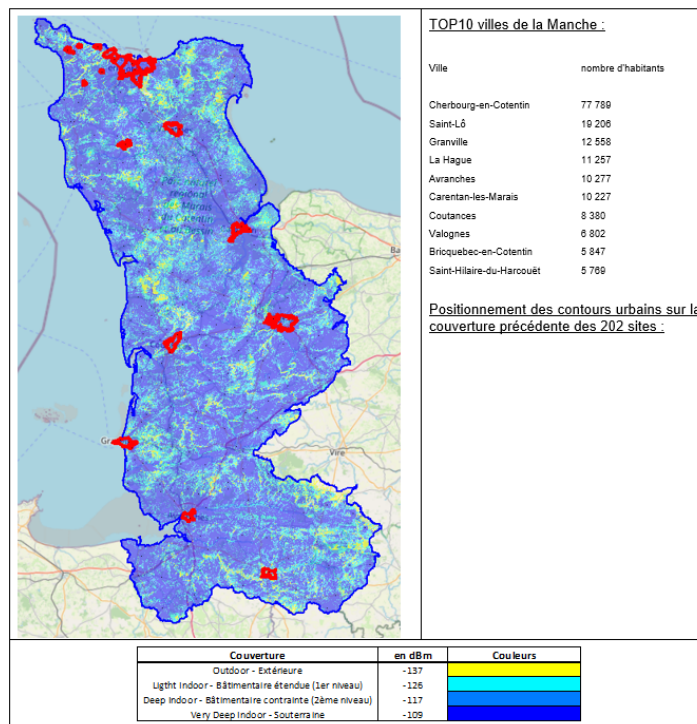 TOP10 villes de la Manche :
Ville nombre d'habitants
Cherbourg-en-Cotentin 77 789
Saint-Lô 19 206
Granville 12 558
La Hague 11 257
Avranches 10 277
Carentan-les-Marais 10 227
Coutances 8 380
Valognes 6 802
Bricquebec-en-Cotentin 5 847
Saint-Hilaire-du-Harcouët 5 769
Positionnement des contours urbains sur la
couverture précédente des 202 sites :
Vire
Couverture en dBm Couleurs
Outdoor - Extérieure -137
Ligtht Indoor - Bâtimentaire étendue (1er niveau) -126
Deep Indoor - Bâtimentaire contrainte (2ème niveau) -117
Very Deep Indoor - Souterraine -109